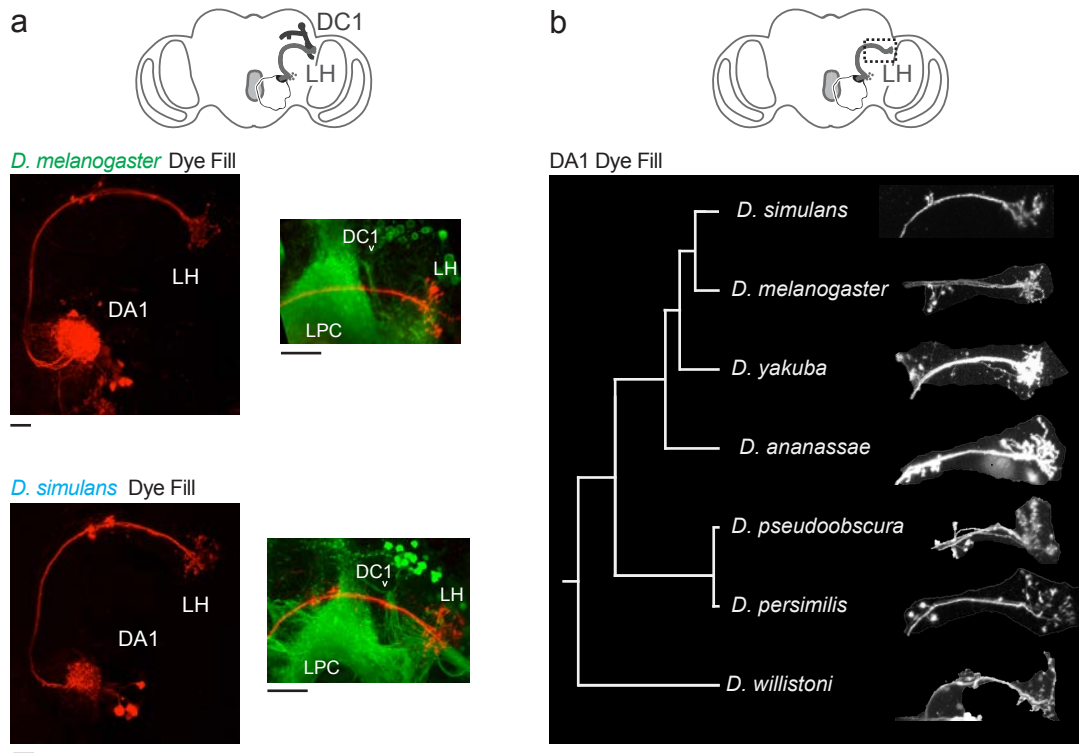 a
DC1
LH
D. melanogaster Dye Fill
LH
DA1
DC1
LH
LPC
D. simulans Dye Fill
LH
DA1
DC1
LH
LPC
b
LH
DA1 Dye Fill
D. simulans
D. melanogaster
D. yakuba
D. ananassae
D. pseudoobscura
D. persimilis
D. willistoni